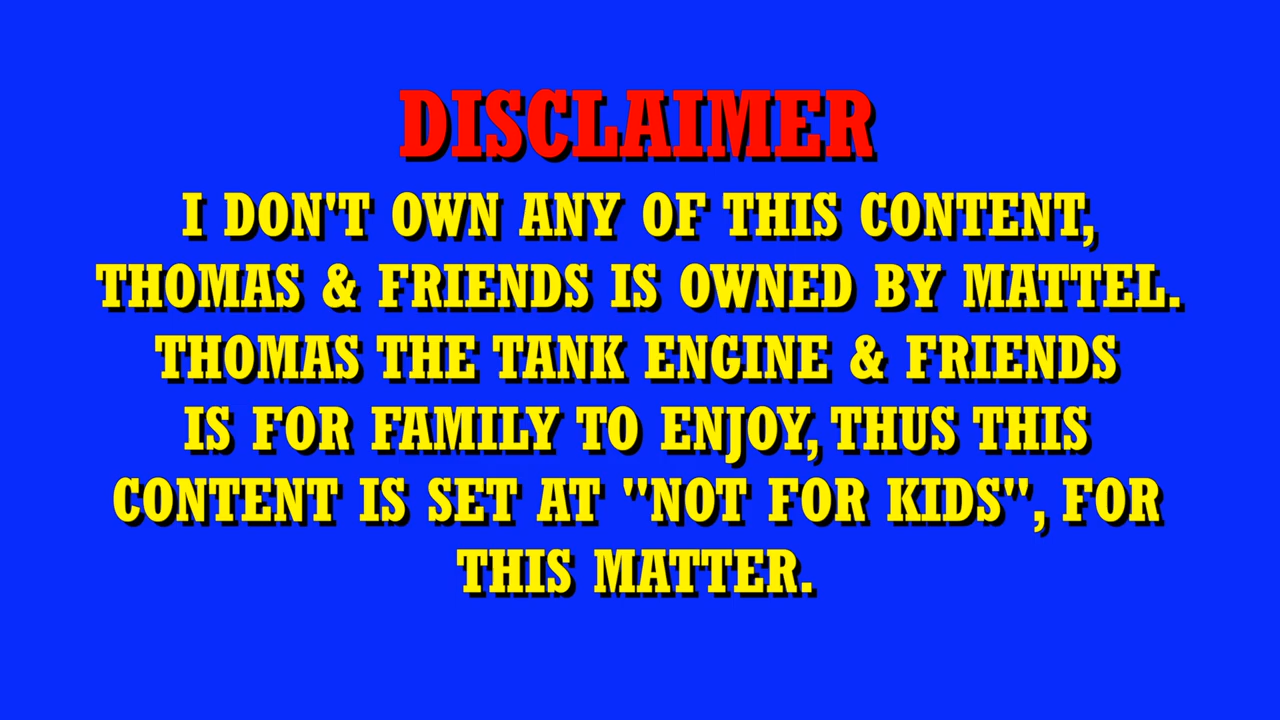 DISCLAIMER
I DON'T OWN ANY OF THIS CONTENT,
THOMAS & FRIENDS IS OWNED BY MATTEL.
THOMAS THE TANK ENGINE & FRIENDS
IS FOR FAMILY TO ENJOY, THUS THIS
CONTENT IS SET AT "NOT FOR KIDS", FOR
THIS MATTER.